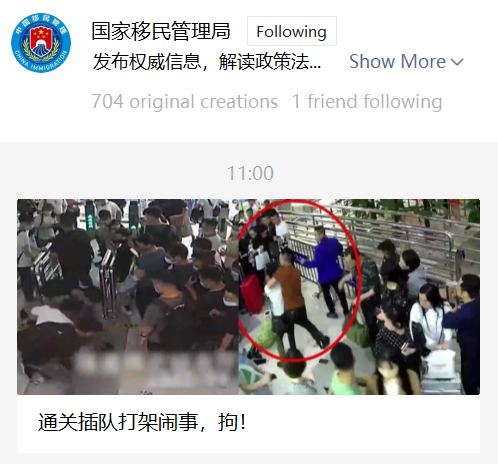 国家移民管理局 Following
发布权威信息，解读政策法... Show More
704 original creations 1 friend following
11:00
通关插队打架闹事，拘！
中国移民管理
CHINA IMMIGRATION